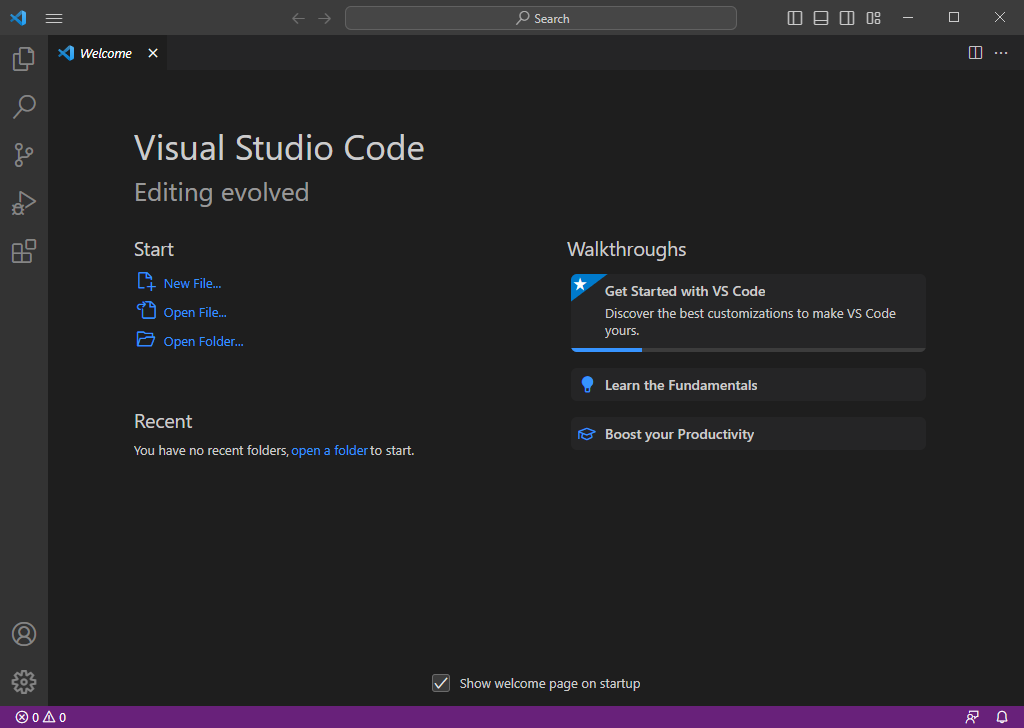 Search
Welcome
Visual Studio Code
Editing evolved
Start
New File...
Open File...
Open Folder...
Recent
You have no recent folders, open a folder to start.
Walkthroughs
Get Started with VS Code
Discover the best customizations to make VS Code
yours.
Learn the Fundamentals
Boost your Productivity
Show welcome page on startup
0 0